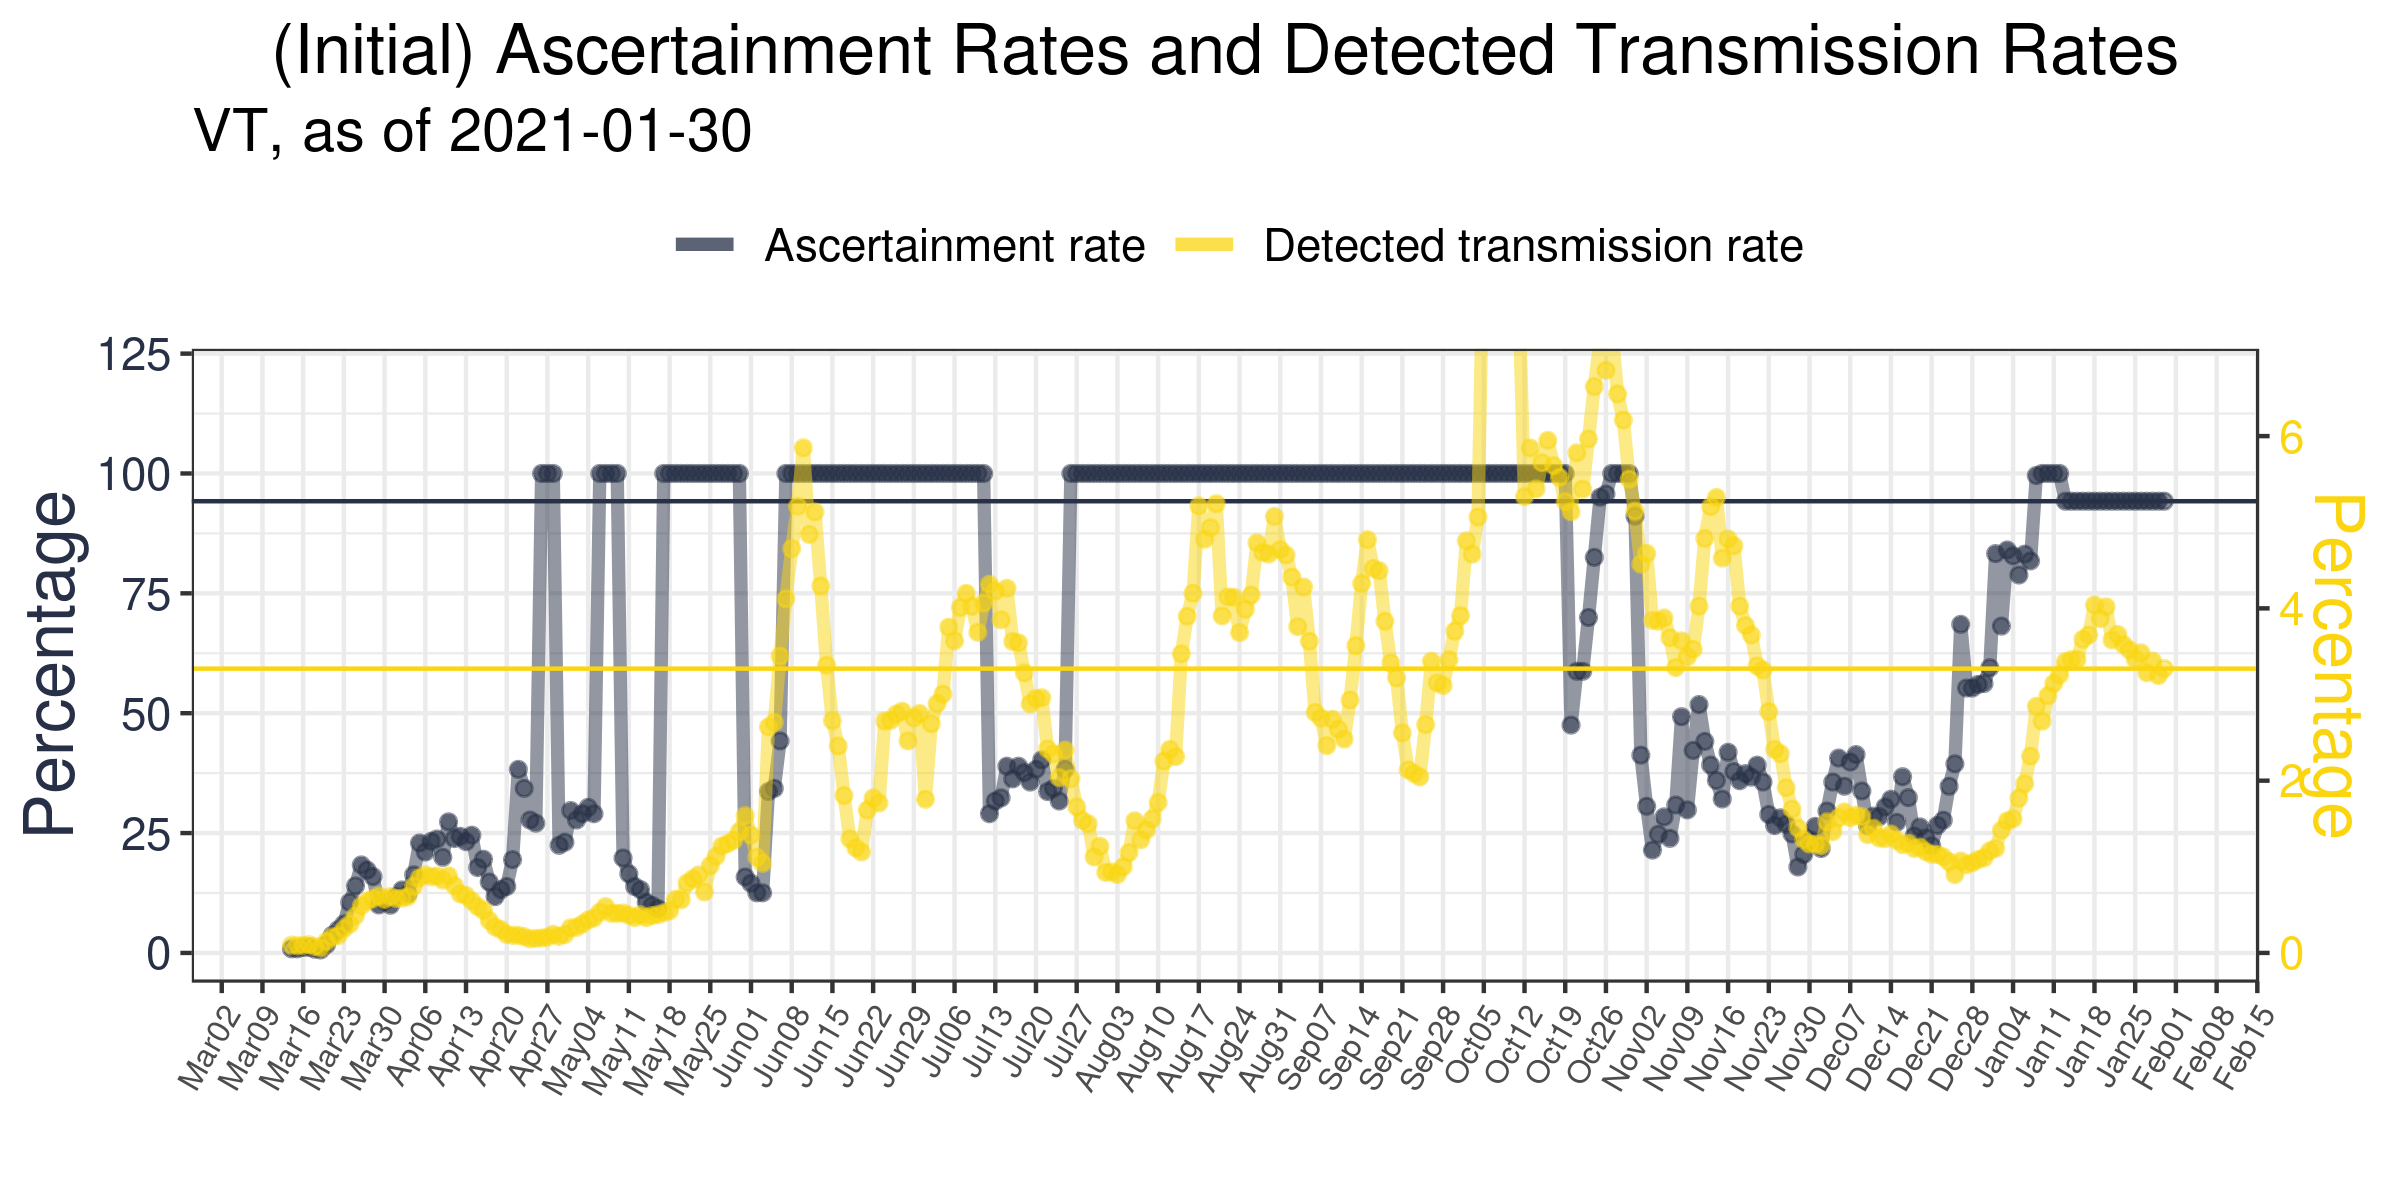 (Initial) Ascertainment Rates and Detected Transmission Rates
VT, as of 2021-01-30
Ascertainment rate
Detected transmission rate
125
100
75
50
25
0
Percentage
6
4
2
0
Percentage
Mar02
Mar09
Mar16
Mar23
Mar30
Apr06
Apr13
Apr20
Apr27
May04
May11
May18
May25
Jun01
Jun08
Jun15
Jun22
Jun29
Jul06
Jul13
Jul20
Jul27
Aug03
Aug10
Aug17
Aug24
Aug31
Sep07
Sep14
Sep21
Sep28
Oct05
Oct12
Oct19
Oct26
Nov02
Nov09
Nov16
Nov23
Nov30
Dec07
Dec14
Dec21
Dec28
Jan04
Jan11
Jan18
Jan25
Feb01
Feb08
Feb15